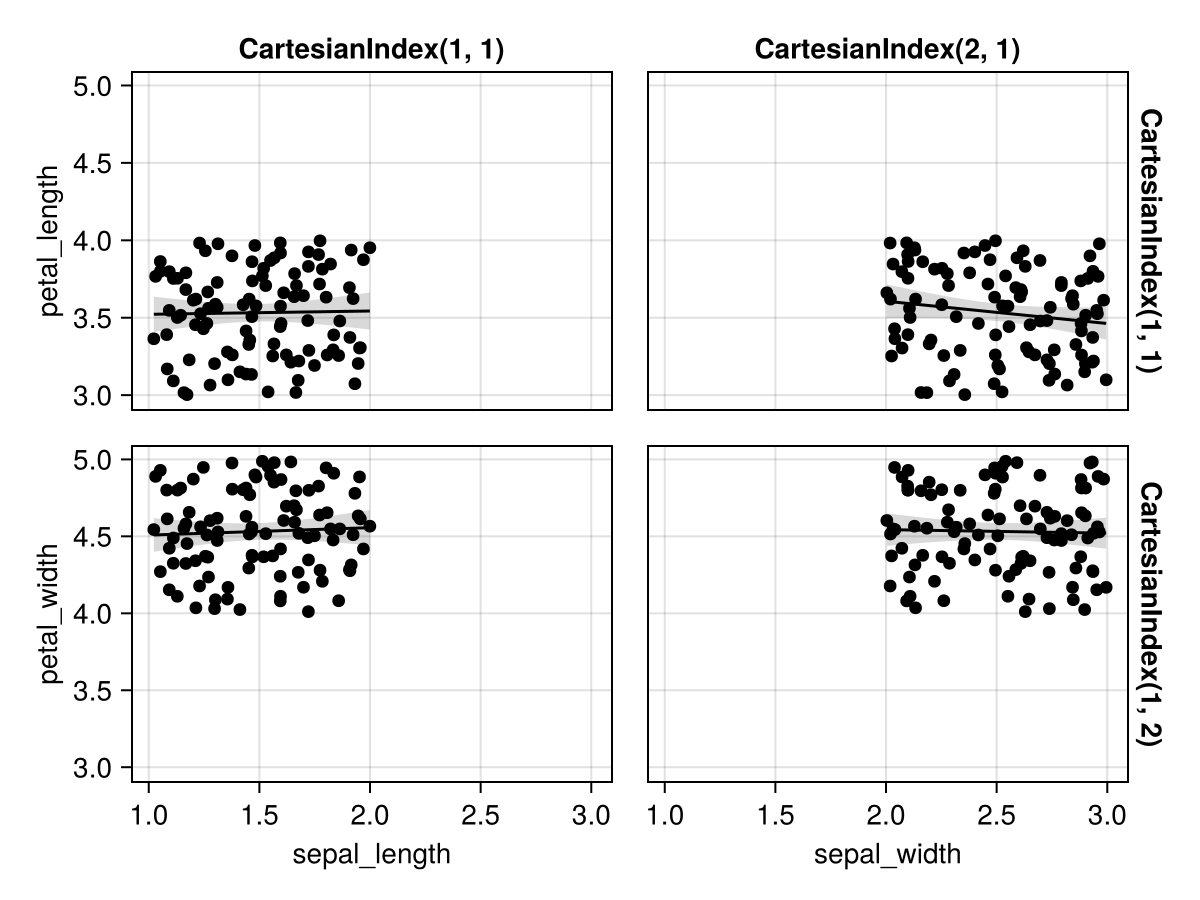 CartesianIndex(1, 1)
CartesianIndex(2, 1)
petal_length
5.0
4.5
4.0
3.5
3.0
CartesianIndex(1, 1)
petal_width
5.0
4.5
4.0
3.5
3.0
CartesianIndex(1, 2)
1.0 1.5 2.0 2.5 3.0
1.0 1.5 2.0 2.5 3.0
sepal_length
sepal_width